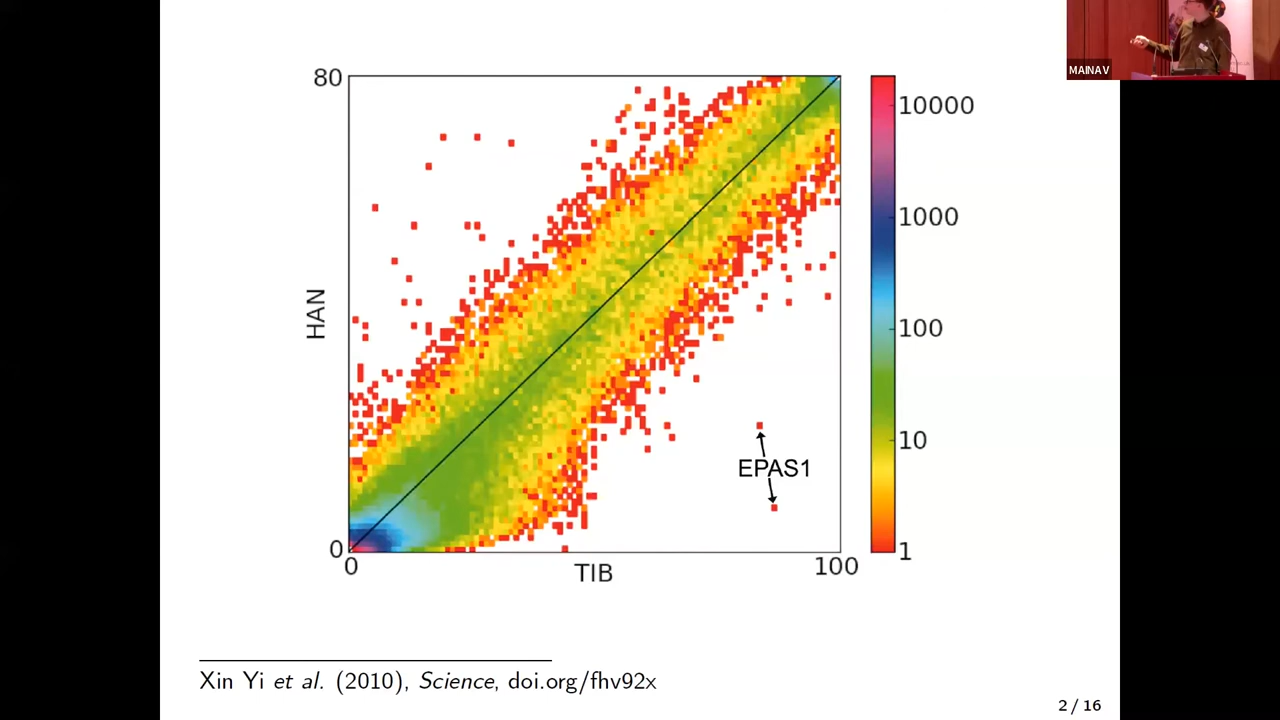 MAINAV
80
HAN
0
0
TIB
100
EPAS1
10000
1000
100
10
1
Xin Yi et al. (2010), Science, doi.org/fhv92x
2 / 16